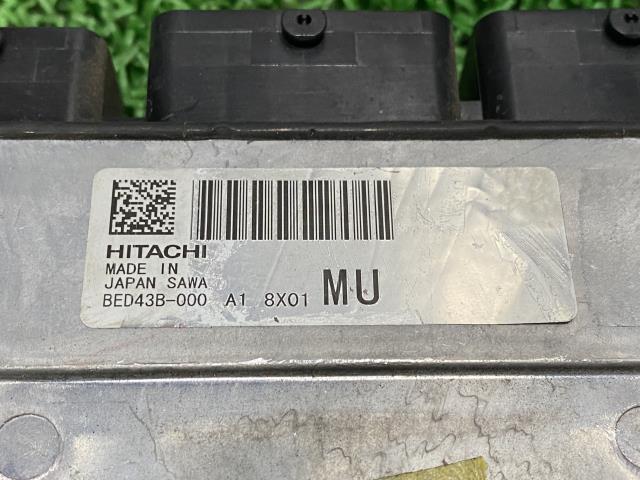 HITACHI
MADE IN
JAPAN SAWA
BED43B-000 A1 8X01 MU